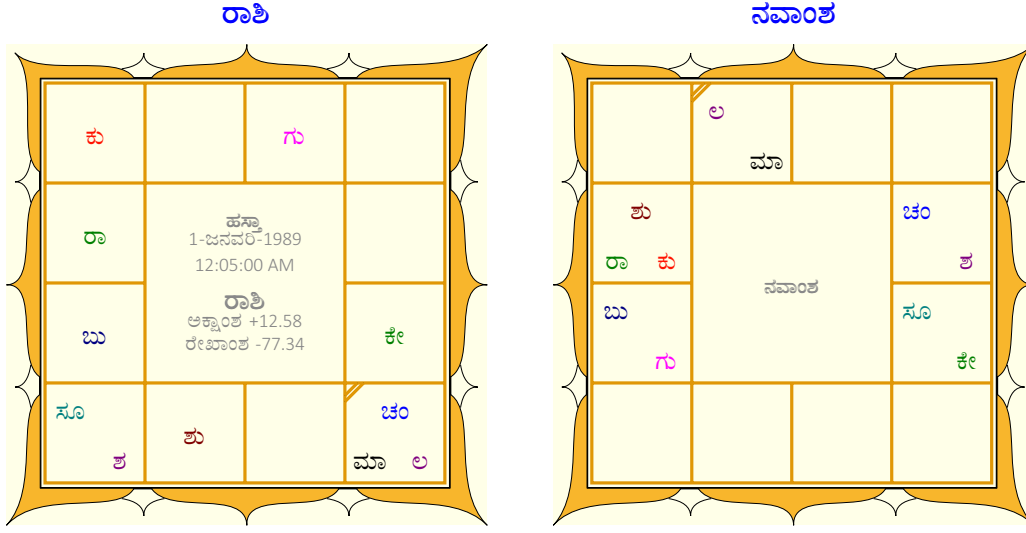 ರಾಶಿ
ನವಾಂಶ
ಕು
ಗು
ಲ
ಮಾ
ರಾ
ಹಸ್ತಾ
1-ಜನವರಿ-1989
12:05:00 AM
ರಾಶಿ
ಅಕ್ಷಾಂಶ +12.58
ರೇಖಾಂಶ -77.34
ಶು
ರಾ ಕು
ನವಾಂಶ
ಚಂ
ಶ
ಬು
ಕೇ
ಬು
ಗು
ಸೂ
ಕೇ
ಸೂ
ಶ
ಶು
ಚಂ
ಮಾ ಲ